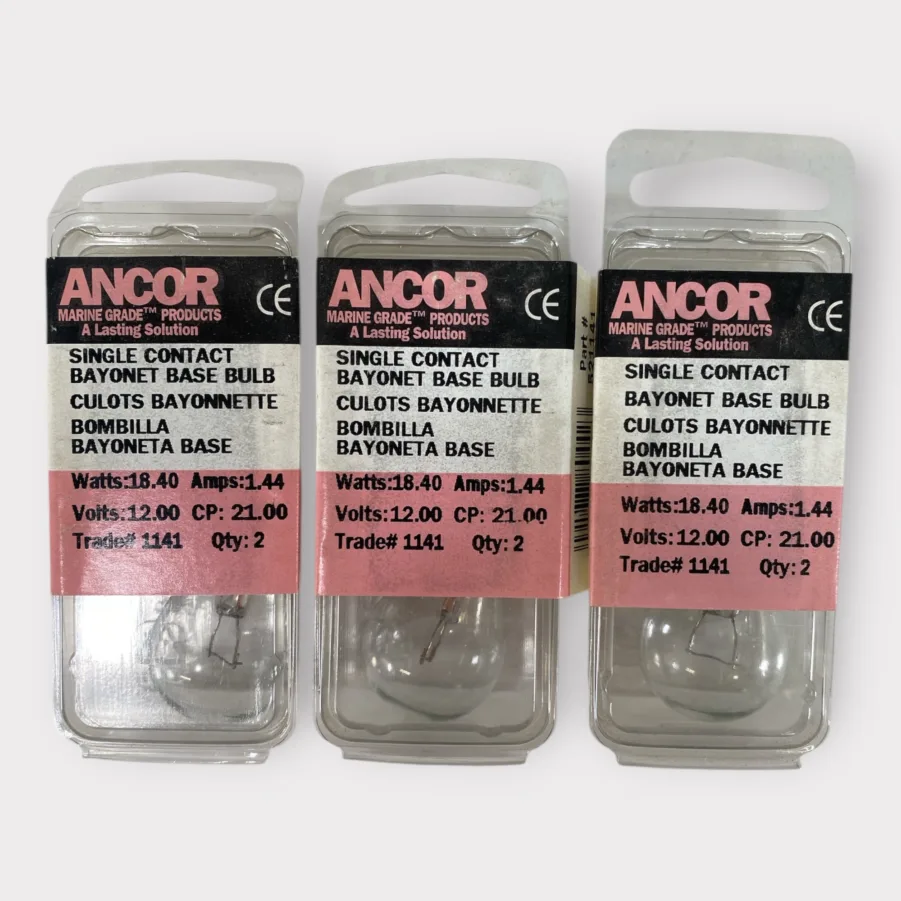 ANCOR
MARINE GRADE™ PRODUCTS
A Lasting Solution
CE
SINGLE CONTACT
BAYONET BASE BULB
CULOTS BAYONNETTE
BOMBILLA
BAYONETA BASE
Watts:18.40 Amps:1.44
Volts:12.00 CP: 21.00
Trade# 1141 Qty: 2
ANCOR
MARINE GRADE™ PRODUCTS
A Lasting Solution
CE
SINGLE CONTACT
BAYONET BASE BULB
CULOTS BAYONNETTE
BOMBILLA
BAYONETA BASE
Watts:18.40 Amps:1.44
Volts:12.00 CP: 21.00
Trade# 1141 Qty: 2
Part#
521141
ANCOR
MARINE GRADE™ PRODUCTS
A Lasting Solution
CE
SINGLE CONTACT
BAYONET BASE BULB
CULOTS BAYONNETTE
BOMBILLA
BAYONETA BASE
Watts:18.40 Amps:1.44
Volts:12.00 CP: 21.00
Trade# 1141 Qty: 2